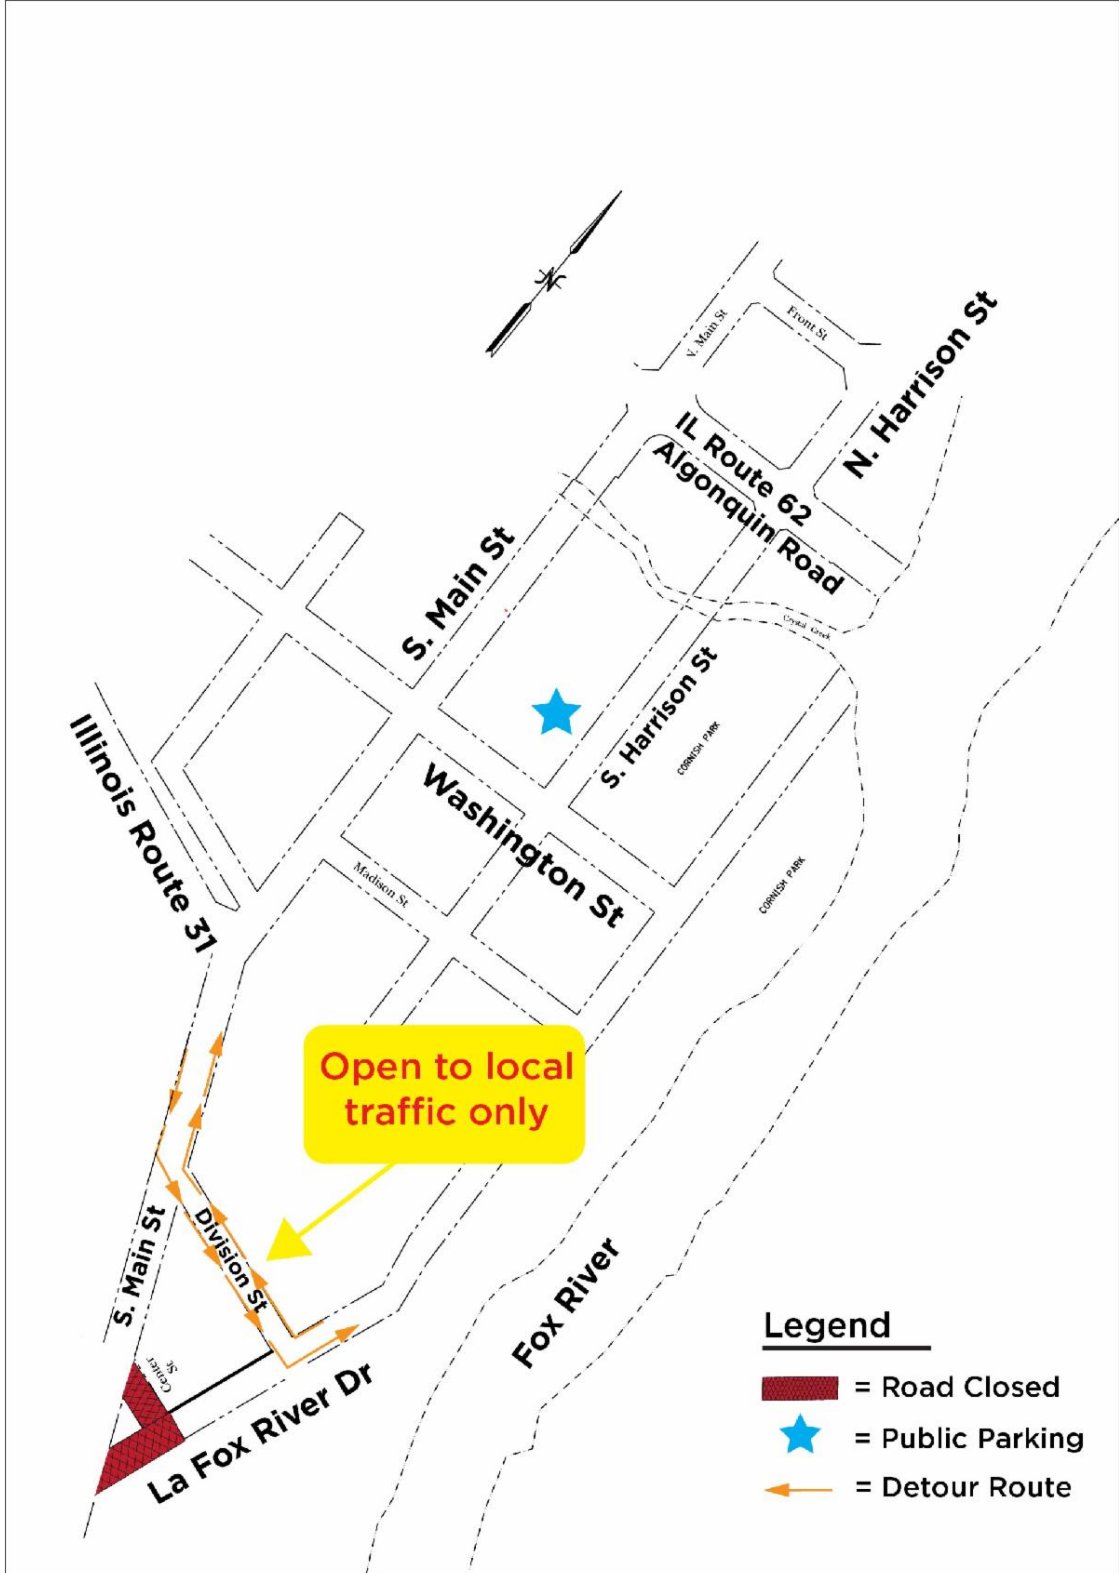 N
Front St
N. Main St
N. Harrison St
IL Route 62
Algonquin Road
S. Main St
Crystal Creek
S. Harrison St
CORNISH PARK
Illinois Route 31
Washington St
Madison St
CORNISH PARK
Open to local
traffic only
Division St
S. Main St
Fox River
Center
St
La Fox River Dr
Legend
= Road Closed
= Public Parking
= Detour Route